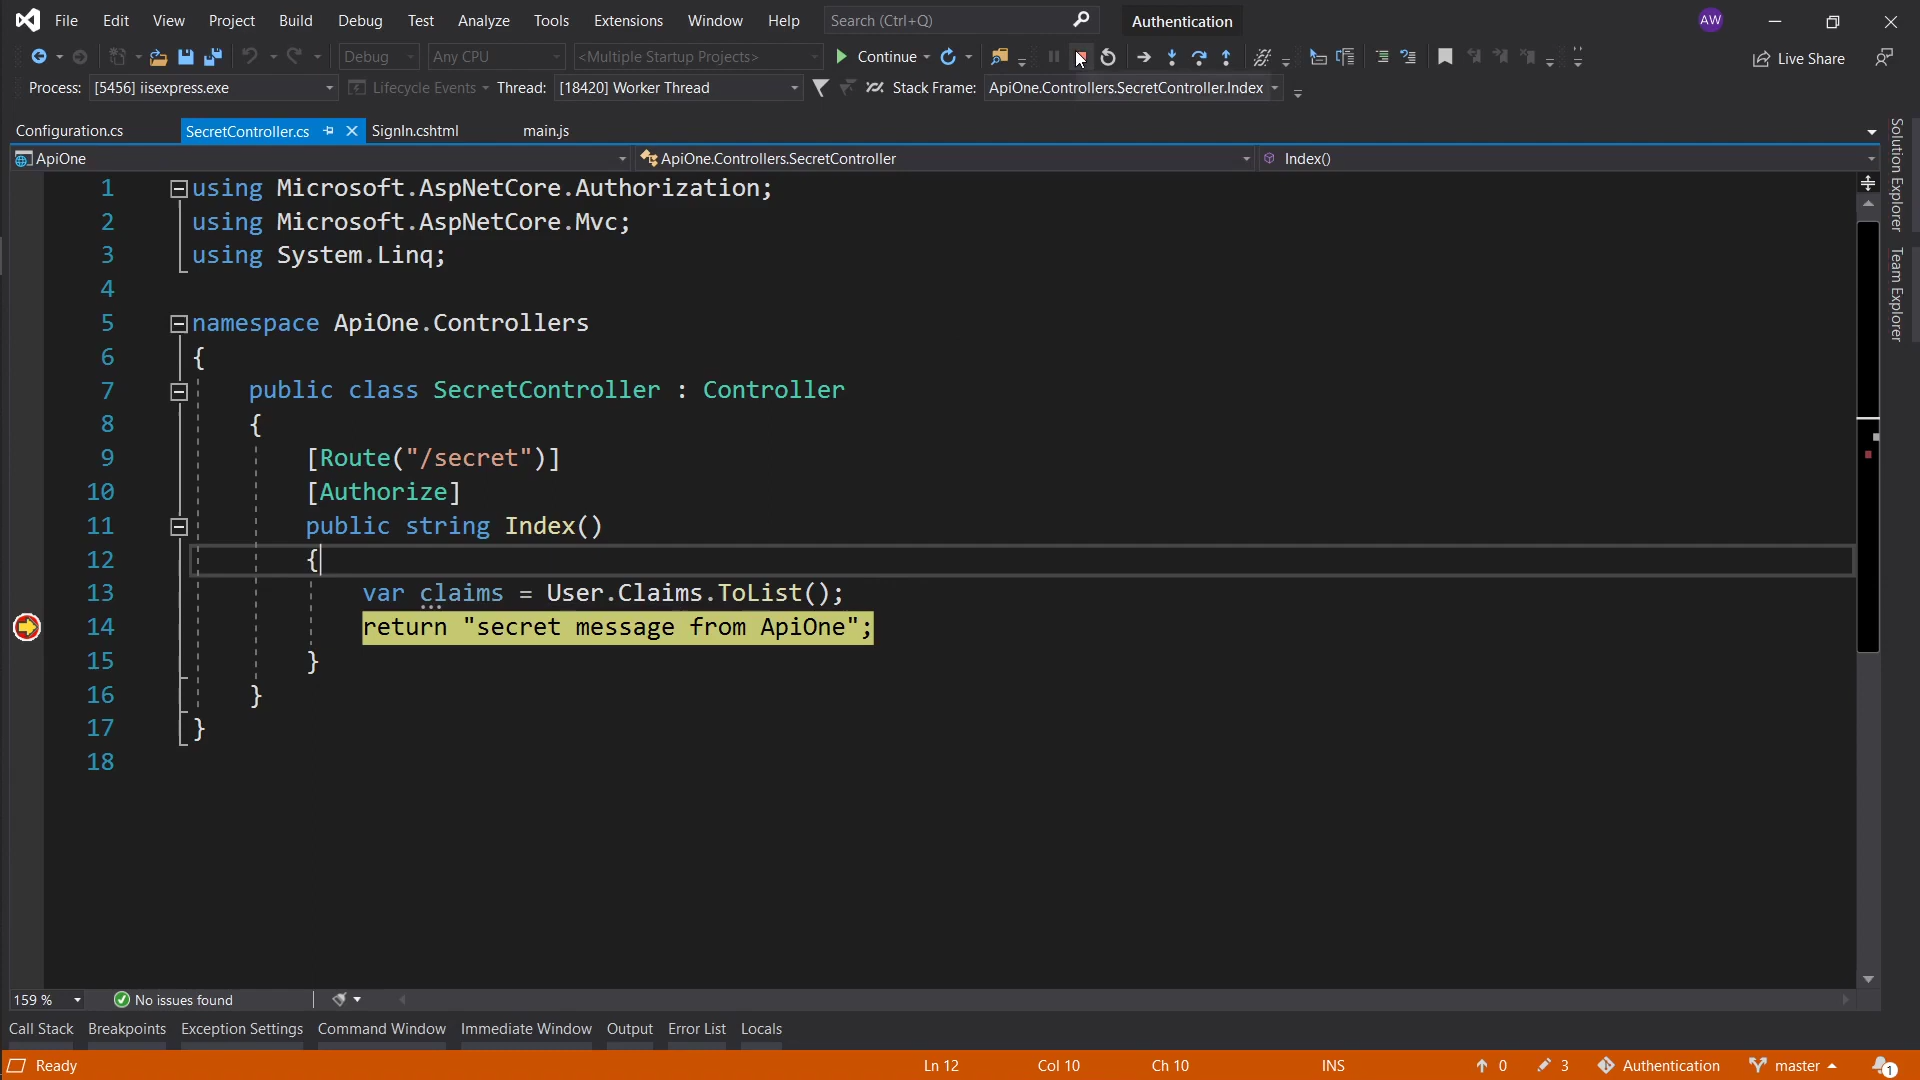 File Edit View Project Build Debug Test Analyze Tools Extensions Window Help Search (Ctrl+Q) Authentication AW
Debug Any CPU <Multiple Startup Projects> Continue Live Share
Process: [5456] iisexpress.exe Lifecycle Events Thread: [18420] Worker Thread Stack Frame: ApiOne.Controllers.SecretController.Index
Configuration.cs SecretController.cs SignIn.cshtml main.js
ApiOne ApiOne.Controllers.SecretController Index()
Solution Explorer
Team Explorer
1 using Microsoft.AspNetCore.Authorization;
2 using Microsoft.AspNetCore.Mvc;
3 using System.Linq;
4
5 namespace ApiOne.Controllers
6 {
7 public class SecretController : Controller
8 {
9 [Route("/secret")]
10 [Authorize]
11 public string Index()
12 {
13 var claims = User.Claims.ToList();
14 return "secret message from ApiOne";
15 }
16 }
17 }
18
159 % No issues found
Call Stack Breakpoints Exception Settings Command Window Immediate Window Output Error List Locals
Ready Ln 12 Col 10 Ch 10 INS 0 3 Authentication master 1